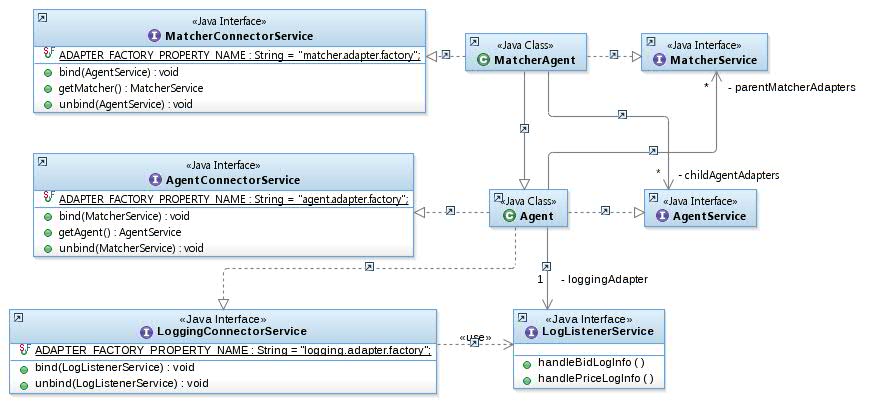 «Java Interface»
MatcherConnectorService
ADAPTER_FACTORY_PROPERTY_NAME : String = "matcher.adapter.factory";
bind(AgentService) : void
getMatcher() : MatcherService
unbind(AgentService) : void
«Java Class»
MatcherAgent
«Java Interface»
MatcherService
* - parentMatcherAdapters
«Java Interface»
AgentConnectorService
ADAPTER_FACTORY_PROPERTY_NAME : String = "agent.adapter.factory";
bind(MatcherService) : void
getAgent() : AgentService
unbind(MatcherService) : void
«Java Class»
Agent
* - childAgentAdapters
«Java Interface»
AgentService
1 - loggingAdapter
«Java Interface»
LoggingConnectorService
ADAPTER_FACTORY_PROPERTY_NAME : String = "logging.adapter.factory";
bind(LogListenerService) : void
unbind(LogListenerService) : void
«use»
«Java Interface»
LogListenerService
handleBidLogInfo ( )
handlePriceLogInfo ( )